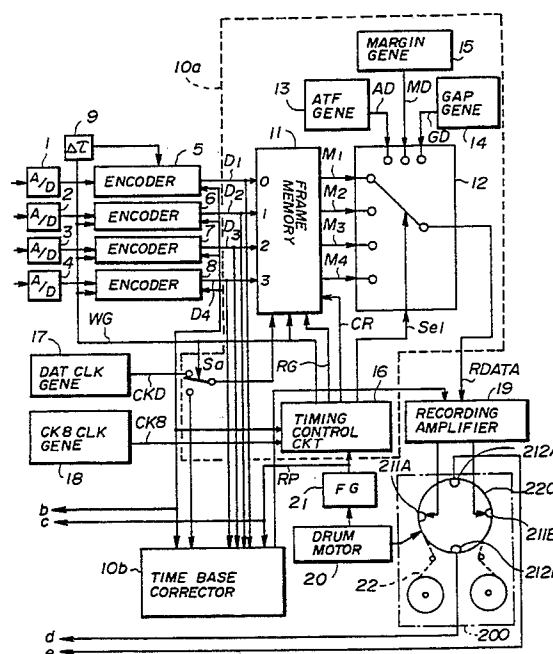 MARGIN GENE
15
10a
13
ATF GENE
AD
MD
GAP GENE
GD
14
9
Δτ
1
5
11
A/D
ENCODER
D1
0
FRAME MEMORY
M1
12
2
6
D2
A/D
ENCODER
1
M2
3
7
D3
A/D
ENCODER
2
M3
4
8
A/D
ENCODER
3
M4
D4
WG
CR
Sel
17
Sa
RG
DAT CLK GENE
CKD
16
RDATA
19
CK8 CLK GENE
CK8
TIMING CONTROL CKT
RECORDING AMPLIFIER
18
RP
212A
211A
220
b
21
FG
c
211B
10b
TIME BASE CORRECTOR
DRUM MOTOR
20
22
212B
d
200
e